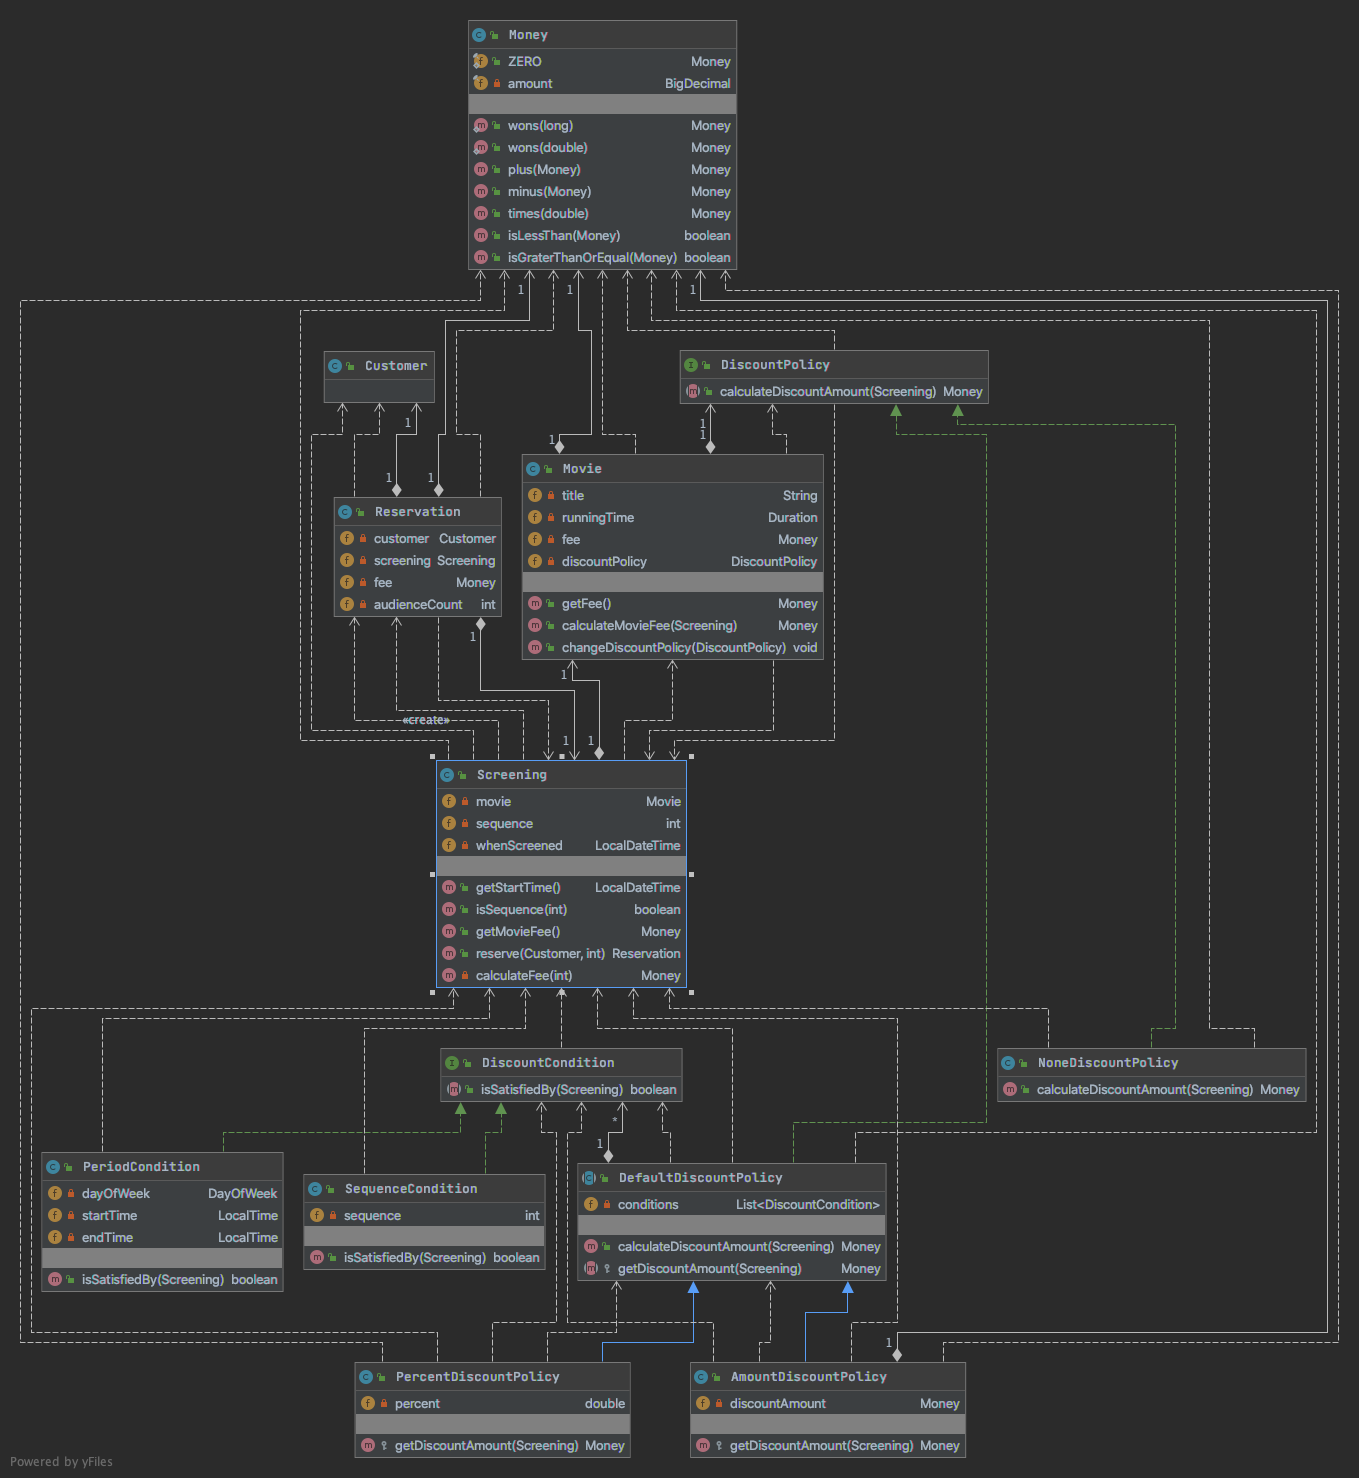 Money
ZERO Money
amount BigDecimal
wons(long) Money
wons(double) Money
plus(Money) Money
minus(Money) Money
times(double) Money
isLessThan(Money) boolean
isGraterThanOrEqual(Money) boolean
1
1
1
Customer
DiscountPolicy
calculateDiscountAmount(Screening) Money
1
1
1
1
1
1
Movie
title String
runningTime Duration
fee Money
discountPolicy DiscountPolicy
getFee() Money
calculateMovieFee(Screening) Money
changeDiscountPolicy(DiscountPolicy) void
Reservation
customer Customer
screening Screening
fee Money
audienceCount int
1
1
«create»
1
1
Screening
movie Movie
sequence int
whenScreened LocalDateTime
getStartTime() LocalDateTime
isSequence(int) boolean
getMovieFee() Money
reserve(Customer, int) Reservation
calculateFee(int) Money
DiscountCondition
isSatisfiedBy(Screening) boolean
NoneDiscountPolicy
calculateDiscountAmount(Screening) Money
*
1
PeriodCondition
dayOfWeek DayOfWeek
startTime LocalTime
endTime LocalTime
isSatisfiedBy(Screening) boolean
SequenceCondition
sequence int
isSatisfiedBy(Screening) boolean
DefaultDiscountPolicy
conditions List<DiscountCondition>
calculateDiscountAmount(Screening) Money
getDiscountAmount(Screening) Money
1
PercentDiscountPolicy
percent double
getDiscountAmount(Screening) Money
AmountDiscountPolicy
discountAmount Money
getDiscountAmount(Screening) Money
Powered by yFiles